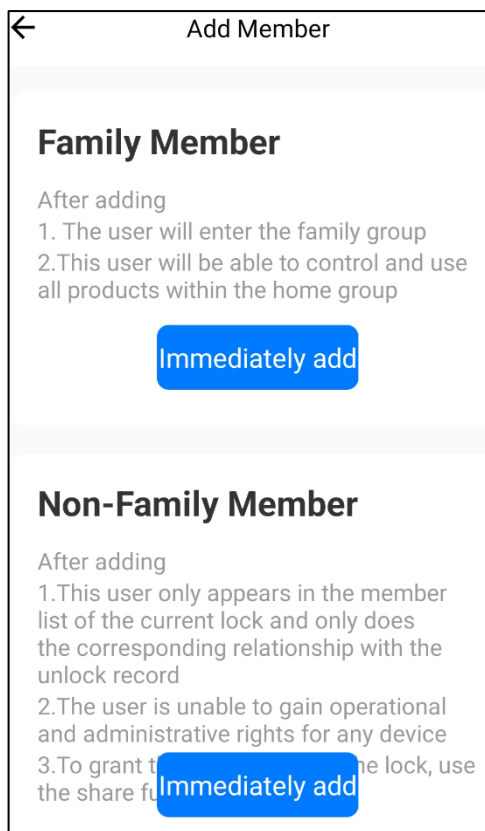 Add Member
Family Member
After adding
1. The user will enter the family group
2.This user will be able to control and use
all products within the home group
Immediately add
Non-Family Member
After adding
1.This user only appears in the member
list of the current lock and only does
the corresponding relationship with the
unlock record
2.The user is unable to gain operational
and administrative rights for any device
3.To grant lock, use
the share
Immediately add